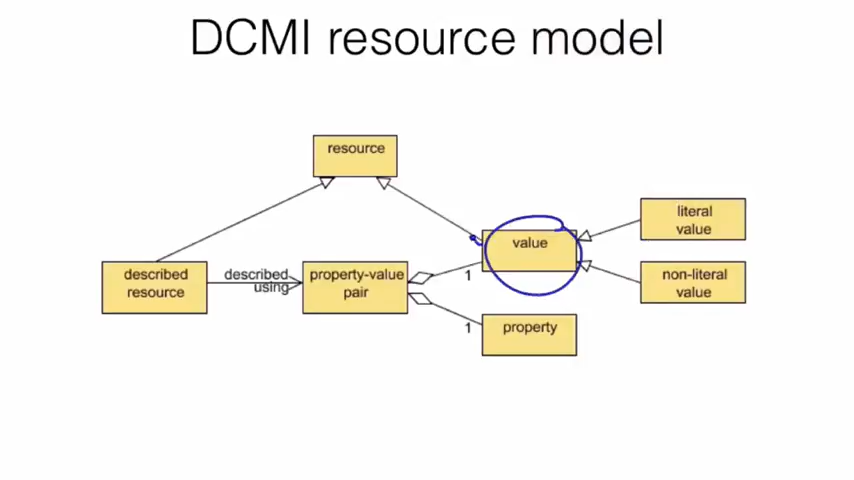 DCMI resource model
resource
literal
value
value
described
resource
described
using
property-value
pair
1
non-literal
value
1
property